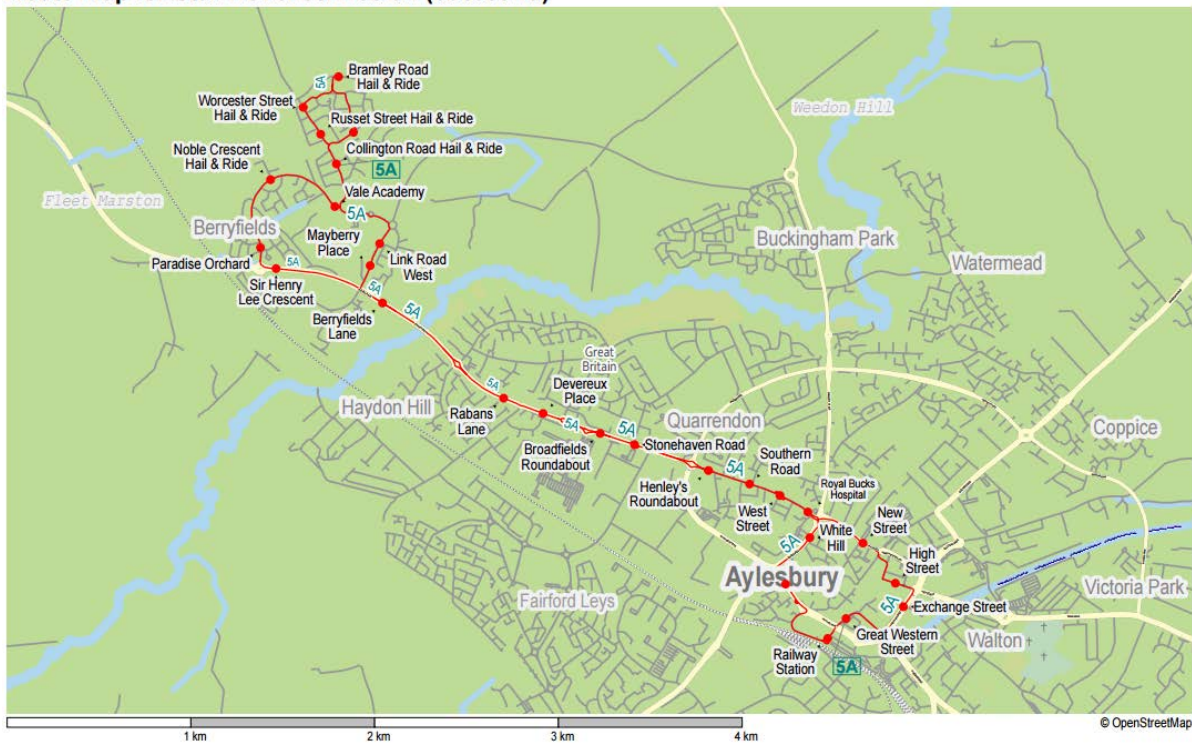 5A
Bramley Road
Hail & Ride
Worcester Street
Hail & Ride
Russet Street Hail & Ride
Noble Crescent
Hail & Ride
Collington Road Hail & Ride
5A
Fleet Marston
Vale Academy
5A
Berryfields
Mayberry
Place
Link Road
West
Paradise Orchard
5A
Sir Henry
Lee Crescent
5A
5A
Berryfields
Lane
Weedon Hill
Buckingham Park
Watermead
Great
Britain
5A
Devereux
Place
Haydon Hill
Rabans
Lane
5A
5A
Quarrendon
Coppice
Broadfields
Roundabout
Stonehaven Road
5A
Southern
Road
Henley's
Roundabout
Royal Bucks
Hospital
West
Street
New
Street
White
Hill
5A
High
Street
Aylesbury
Victoria Park
Fairford Leys
5A
Exchange Street
Great Western
Street
Walton
Railway
Station
5A
1 km
2 km
3 km
4 km
© OpenStreetMap